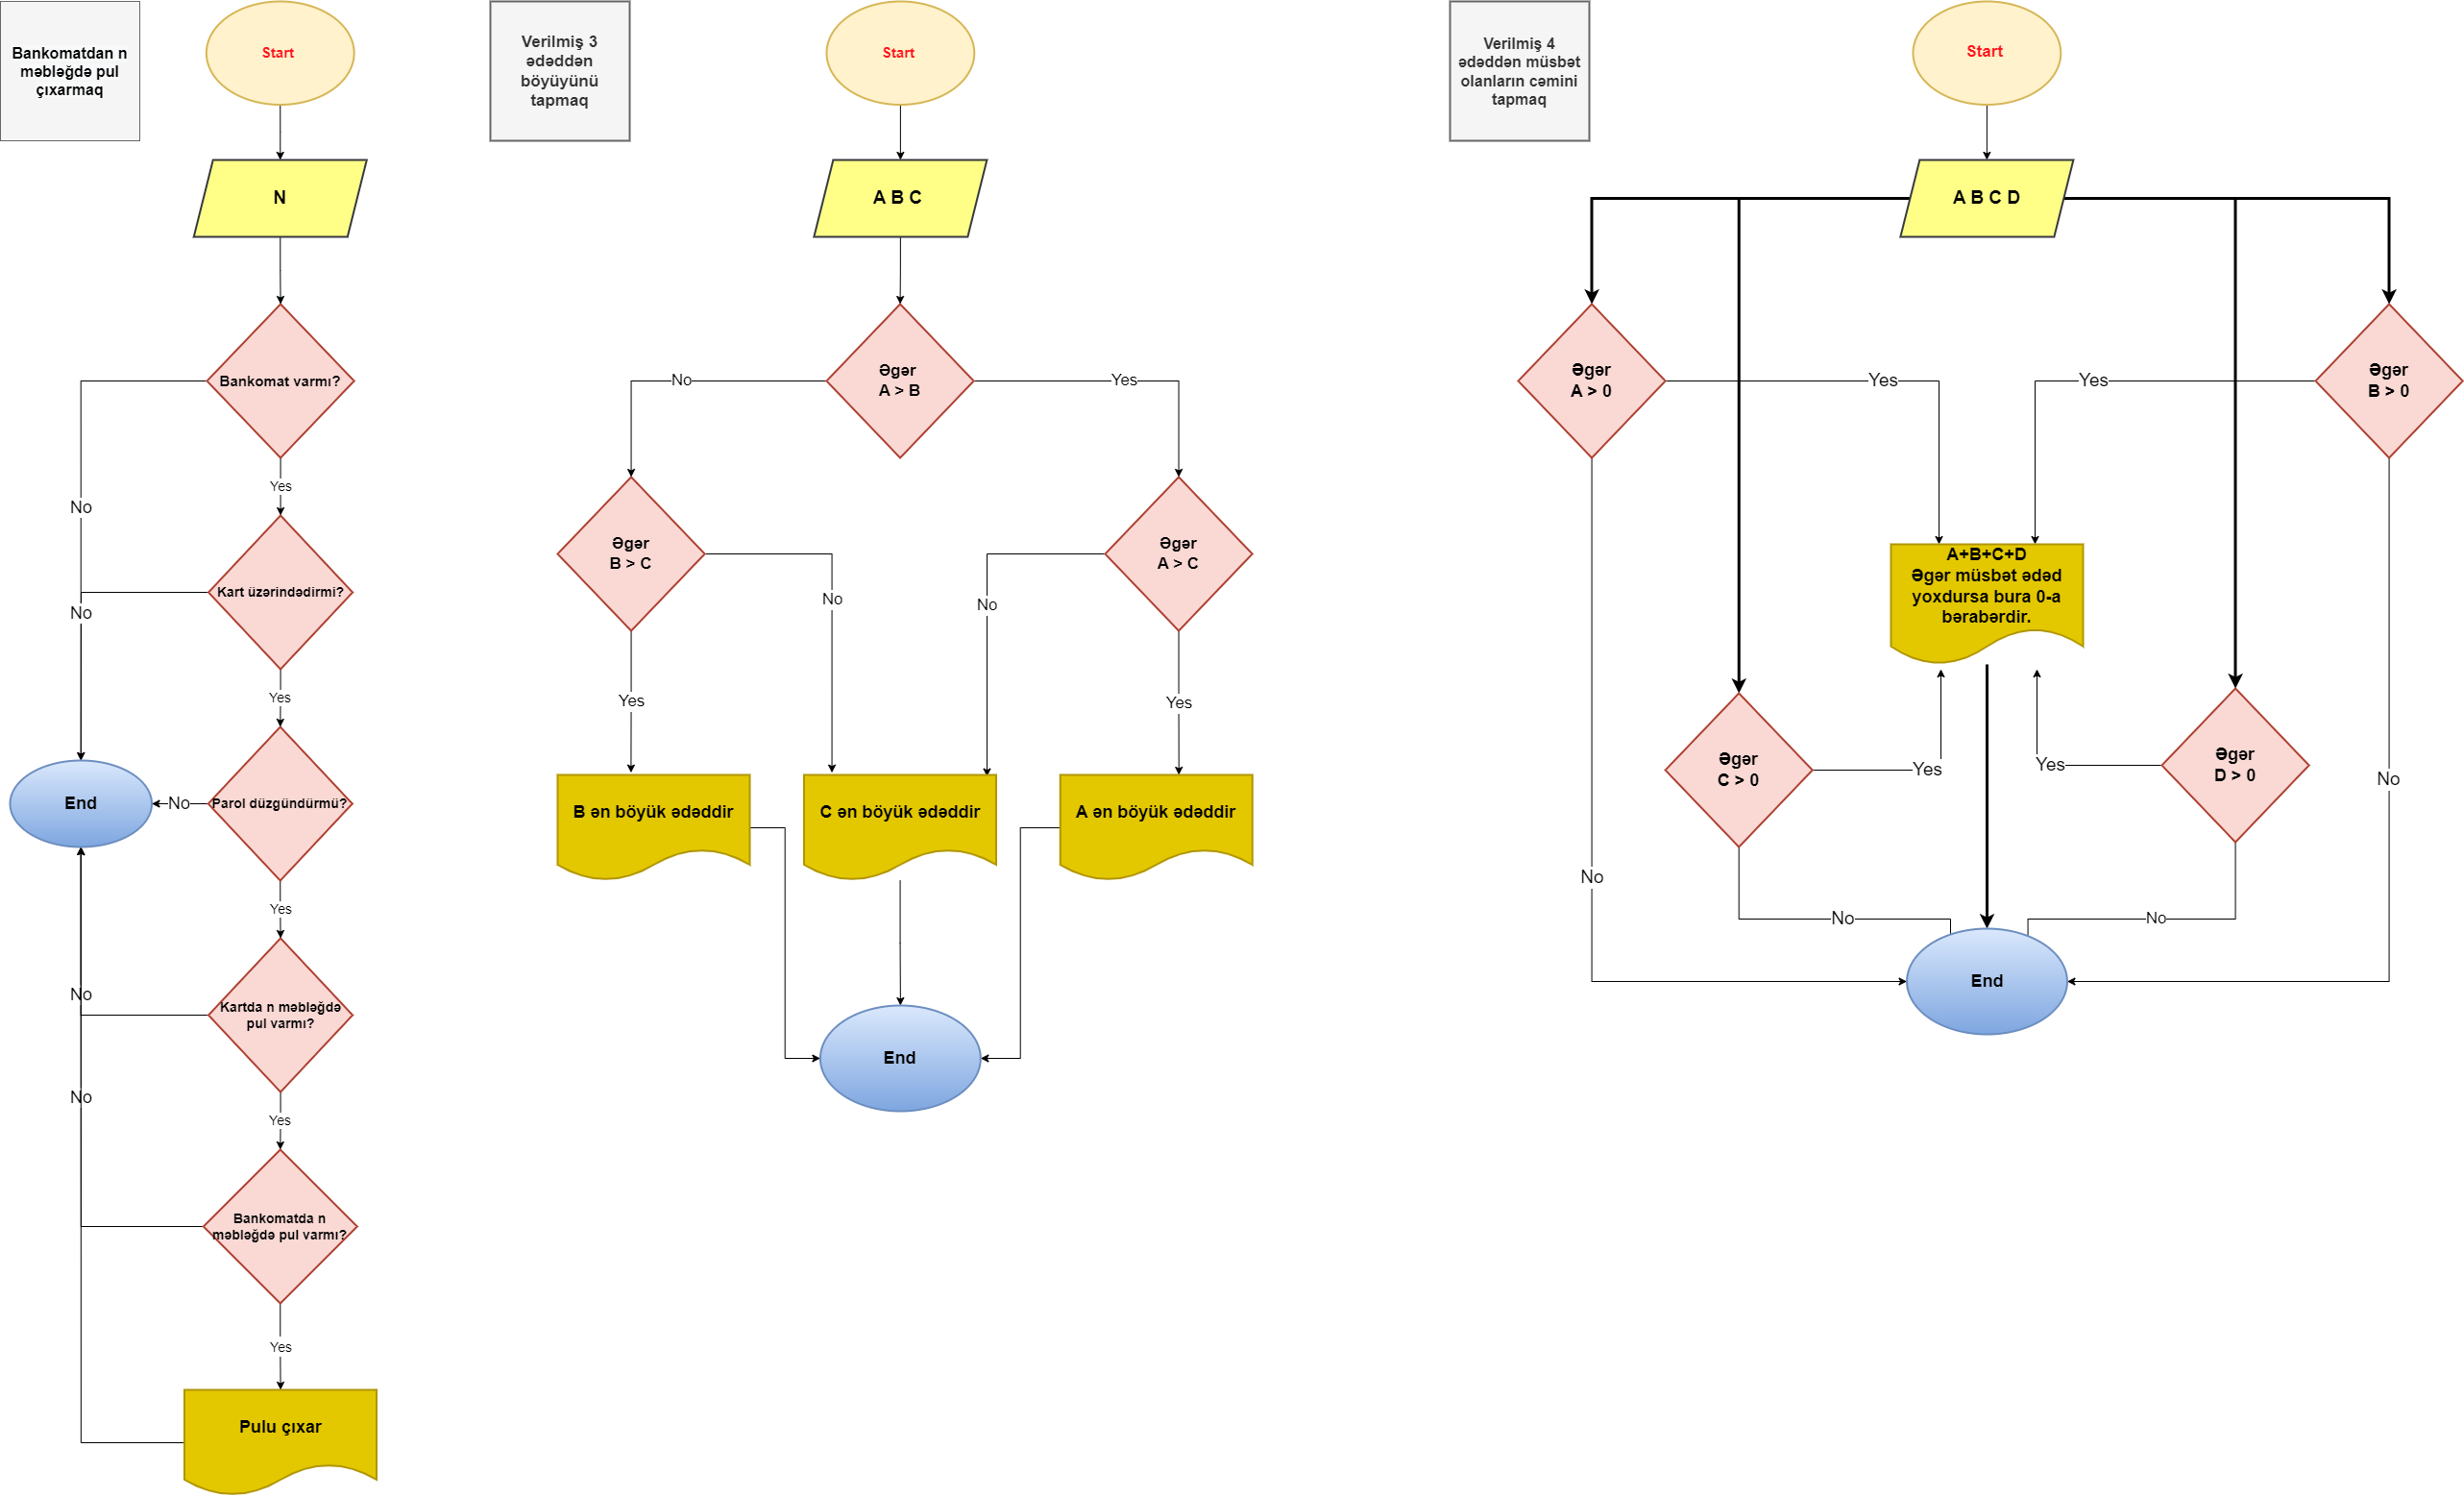 Bankomatdan n
məbləğdə pul
çıxarmaq
Start
N
Bankomat varmı?
No
Yes
Kart üzərindədirmi?
No
Yes
End
No
Parol düzgündürmü?
Yes
No
Kartda n məbləğdə
pul varmı?
No
Yes
Bankomatda n
məbləğdə pul varmı?
Yes
Pulu çıxar
Verilmiş 3
ədəddən
böyüyünü
tapmaq
Start
A B C
Əgər
A > B
No
Yes
Əgər
B > C
Əgər
A > C
No
No
Yes
Yes
B ən böyük ədəddir
C ən böyük ədəddir
A ən böyük ədəddir
End
Verilmiş 4
ədəddən müsbət
olanların cəmini
tapmaq
Start
A B C D
Əgər
A > 0
Yes
Yes
Əgər
B > 0
A+B+C+D
Əgər müsbət ədəd
yoxdursa bura 0-a
bərabərdir.
Əgər
C > 0
Yes
Yes
Əgər
D > 0
No
No
No
No
End